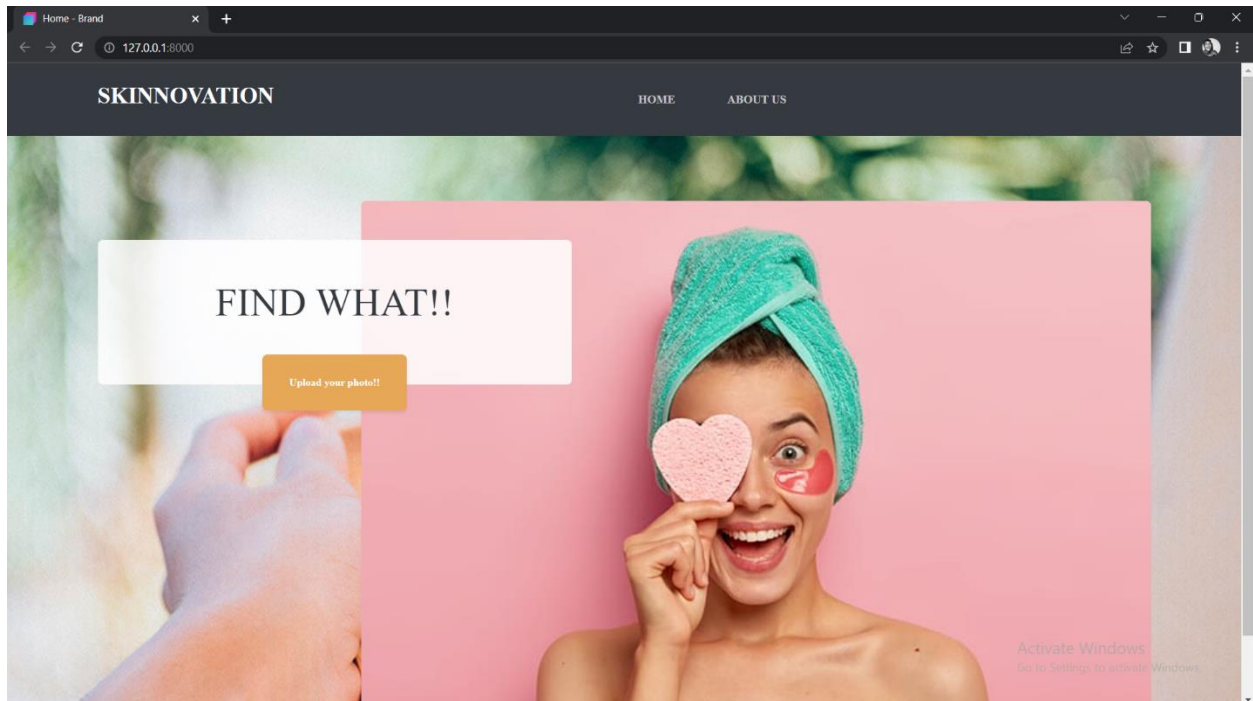 Home - Brand
127.0.0.1:8000
SKINNOVATION
HOME
ABOUT US
FIND WHAT!!
Upload your photo!!
Activate Windows
Go to Settings to activate Windows.